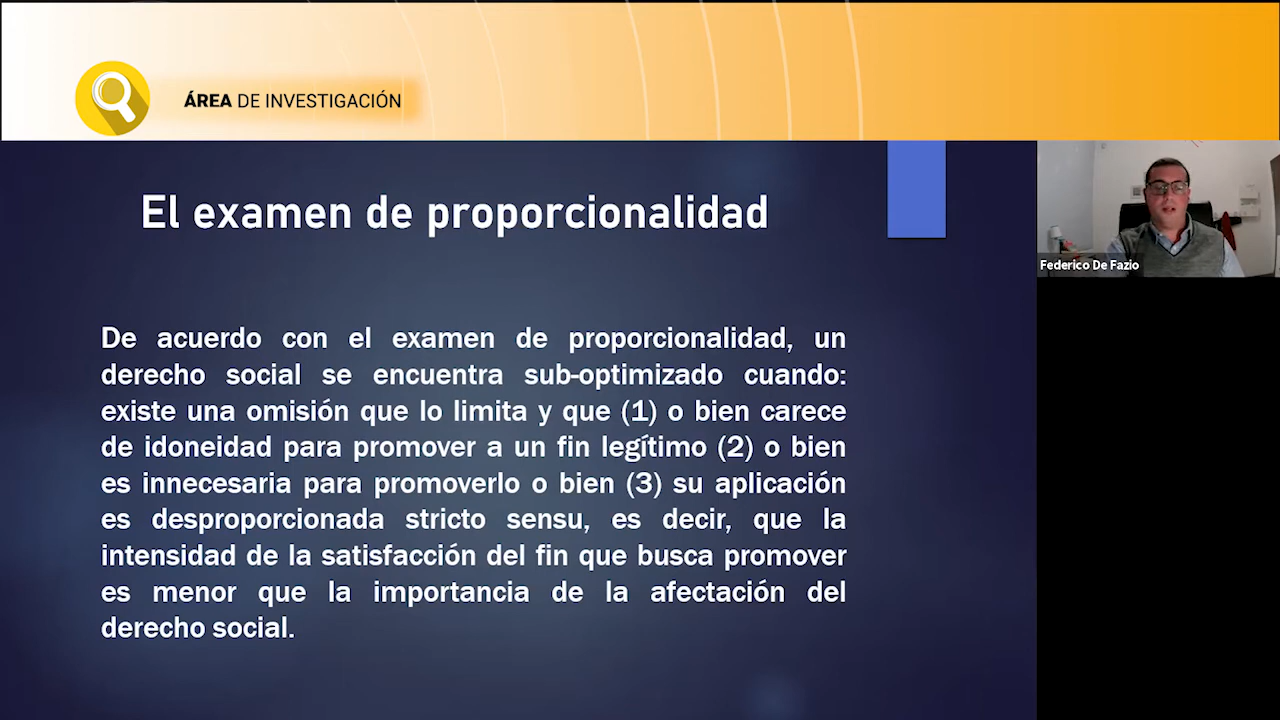 ÁREA DE INVESTIGACIÓN
El examen de proporcionalidad
Federico De Fazio
De acuerdo con el examen de proporcionalidad, un
derecho social se encuentra sub-optimizado cuando:
existe una omisión que lo limita y que (1) o bien carece
de idoneidad para promover a un fin legítimo (2) o bien
es innecesaria para promoverlo o bien (3) su aplicación
es desproporcionada stricto sensu, es decir, que la
intensidad de la satisfacción del fin que busca promover
es menor que la importancia de la afectación del
derecho social.